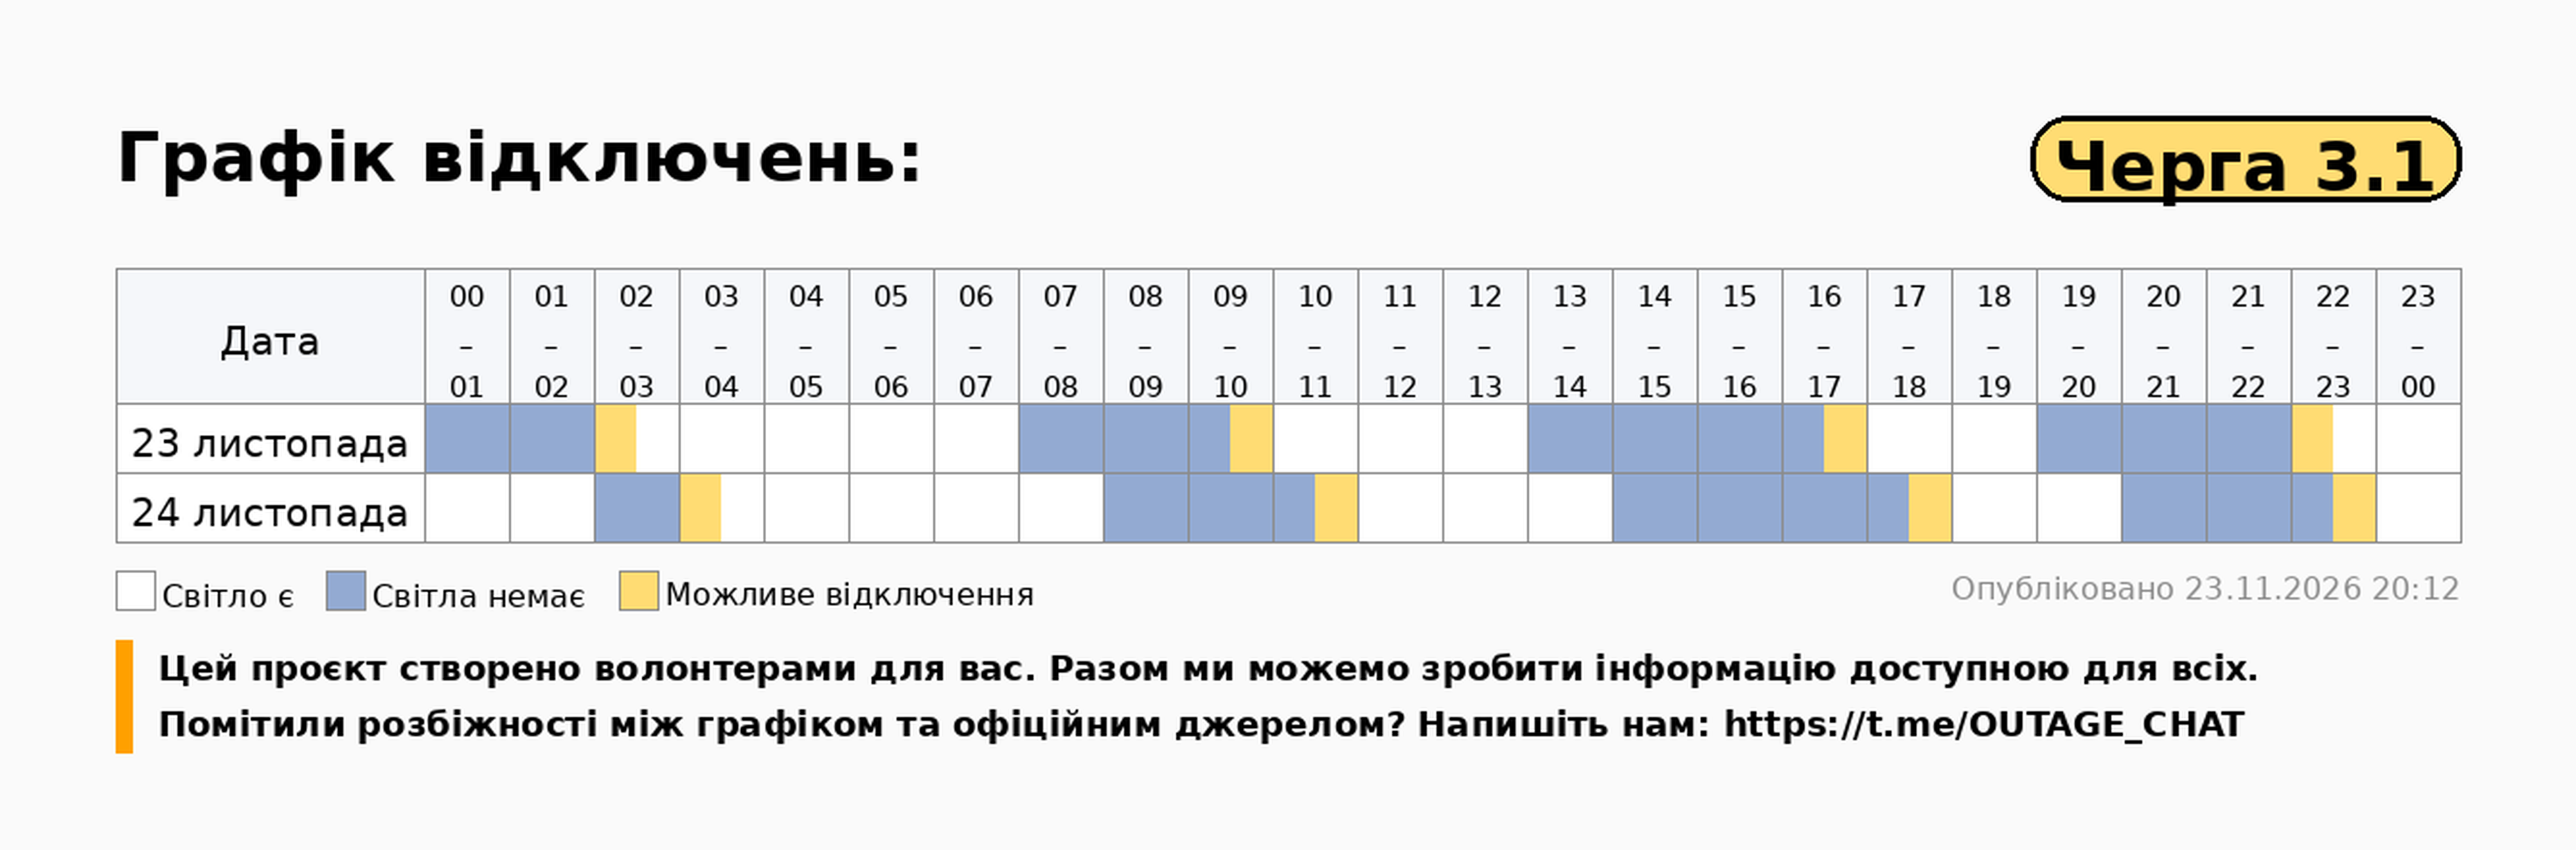 Графік відключень:
Черга 3.1
Дата 00 – 01 01 – 02 02 – 03 03 – 04 04 – 05 05 – 06 06 – 07 07 – 08 08 – 09 09 – 10 10 – 11 11 – 12 12 – 13 13 – 14 14 – 15 15 – 16 16 – 17 17 – 18 18 – 19 19 – 20 20 – 21 21 – 22 22 – 23 23 – 00
23 листопада
24 листопада
Світло є Світла немає Можливе відключення
Опубліковано 23.11.2026 20:12
Цей проєкт створено волонтерами для вас. Разом ми можемо зробити інформацію доступною для всіх.
Помітили розбіжності між графіком та офіційним джерелом? Напишіть нам: https://t.me/OUTAGE_CHAT